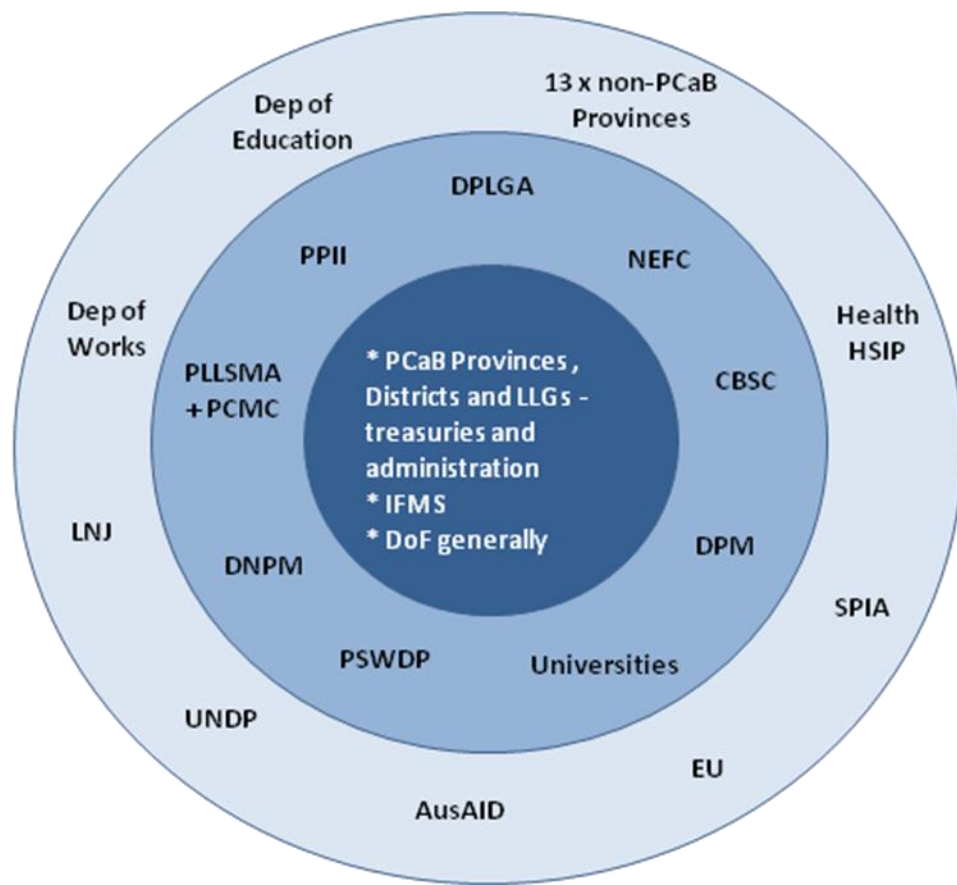 13 x non-PCaB
Provinces
Dep of
Education
DPLGA
PPII
NEFC
Dep of
Works
Health
HSIP
PLLSMA
+ PCMC
* PCaB Provinces ,
Districts and LLGs -
treasuries and
administration
* IFMS
* DoF generally
CBSC
LNJ
DNPM
DPM
SPIA
PSWDP
Universities
UNDP
EU
AusAID